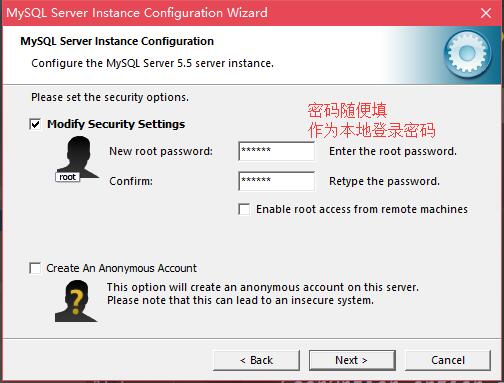 MySQL Server Instance Configuration Wizard
MySQL Server Instance Configuration
Configure the MySQL Server 5.5 server instance.
Please set the security options.
密码随便填
作为本地登录密码
Modify Security Settings
New root password: ****** Enter the root password.
root
Confirm: ****** Retype the password.
Enable root access from remote machines
Create An Anonymous Account
This option will create an anonymous account on this server.
Please note that this can lead to an insecure system.
< Back Next > Cancel